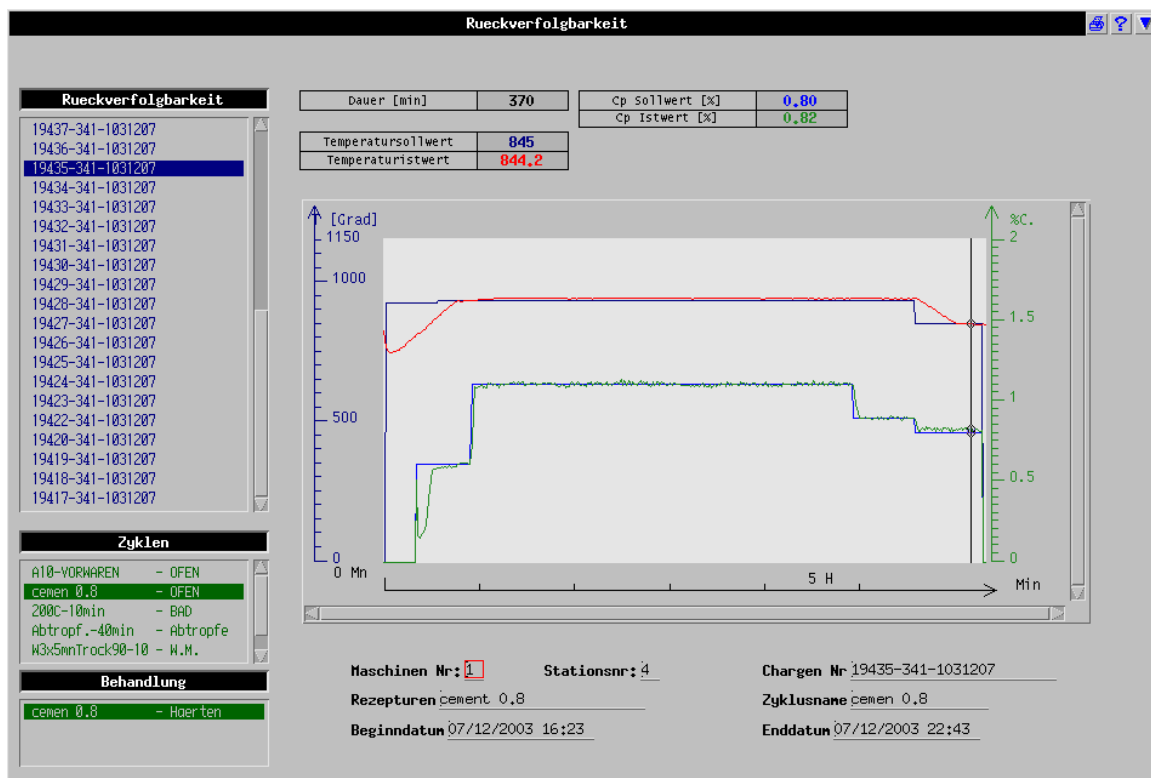 Rueckverfolgbarkeit
?
Rueckverfolgbarkeit
19437-341-1031207
19436-341-1031207
19435-341-1031207
19434-341-1031207
19433-341-1031207
19432-341-1031207
19431-341-1031207
19430-341-1031207
19429-341-1031207
19428-341-1031207
19427-341-1031207
19426-341-1031207
19425-341-1031207
19424-341-1031207
19423-341-1031207
19422-341-1031207
19420-341-1031207
19419-341-1031207
19418-341-1031207
19417-341-1031207
Zyklen
A10-VORWAREN - OFEN
cemen 0.8 - OFEN
200C-10min - BAD
Abtropf.-40min - Abtropfe
W3x5mnTrock90-10 - W.M.
Behandlung
cemen 0.8 - Haerten
Dauer [min] 370
Cp Sollwert [%] 0.80
Cp Istwert [%] 0.82
Temperatursollwert 845
Temperaturistwert 844.2
[Grad]
1150
1000
500
0
%C.
2
1.5
1
0.5
0
0 Mn
5 H
Min
Maschinen Nr: 1 Stationsnr: 4 Chargen Nr 19435-341-1031207
Rezepturen cement 0.8 Zyklusname cemen 0.8
Beginndatum 07/12/2003 16:23 Enddatum 07/12/2003 22:43